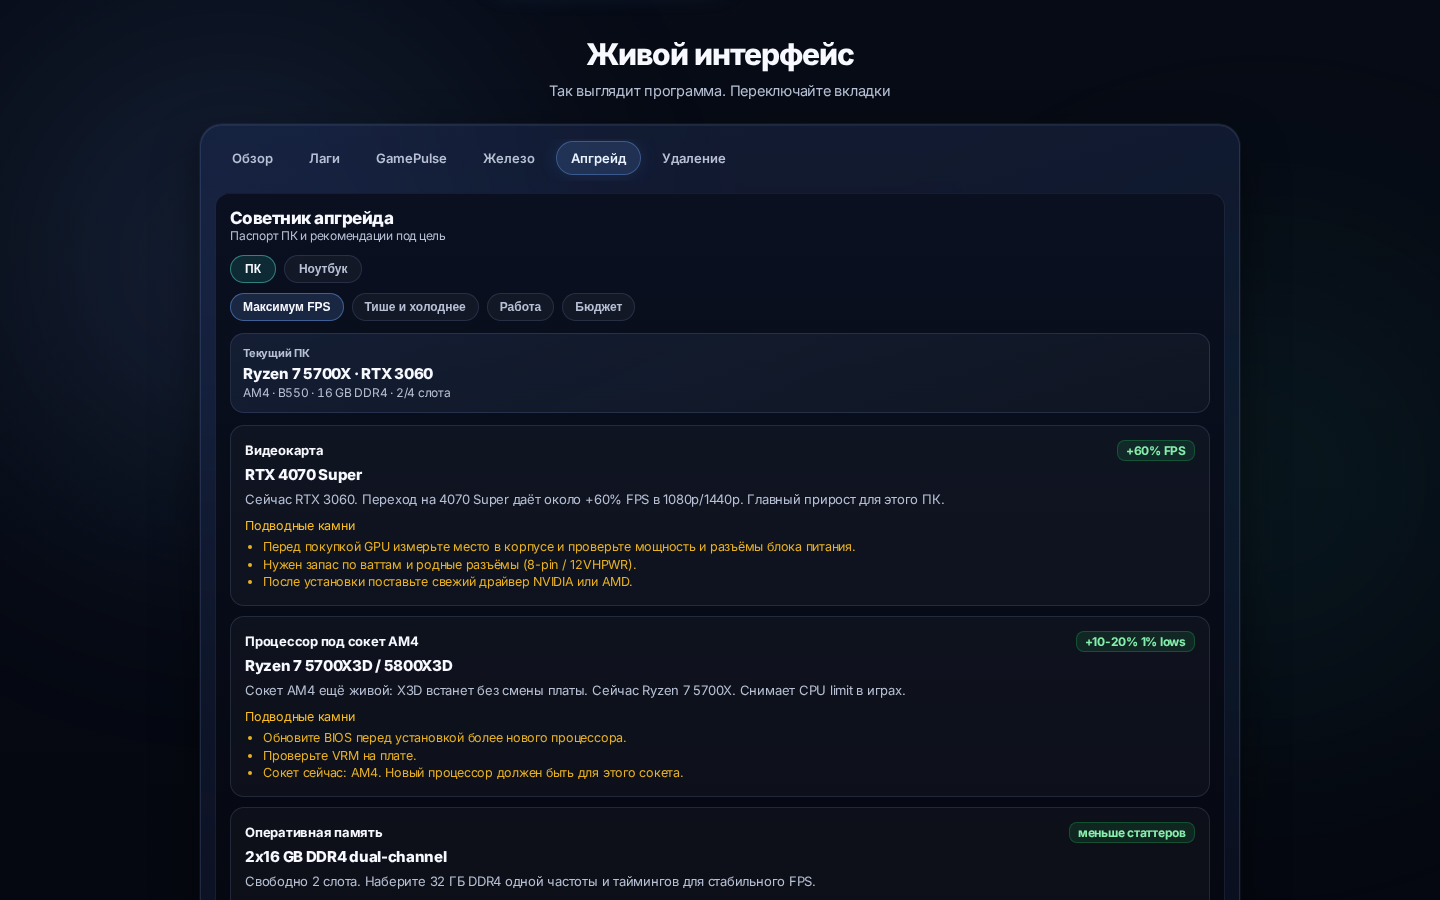 Живой интерфейс
Так выглядит программа. Переключайте вкладки
Обзор
Лаги
GamePulse
Железо
Апгрейд
Удаление
Советник апгрейда
Паспорт ПК и рекомендации под цель
ПК
Ноутбук
Максимум FPS
Тише и холоднее
Работа
Бюджет
Текущий ПК
Ryzen 7 5700X · RTX 3060
AM4 · B550 · 16 GB DDR4 · 2/4 слота
Видеокарта
+60% FPS
RTX 4070 Super
Сейчас RTX 3060. Переход на 4070 Super даёт около +60% FPS в 1080p/1440p. Главный прирост для этого ПК.
Подводные камни
• Перед покупкой GPU измерьте место в корпусе и проверьте мощность и разъёмы блока питания.
• Нужен запас по ваттам и родные разъёмы (8-pin / 12VHPWR).
• После установки поставьте свежий драйвер NVIDIA или AMD.
Процессор под сокет AM4
+10-20% 1% lows
Ryzen 7 5700X3D / 5800X3D
Сокет AM4 ещё живой: X3D встанет без смены платы. Сейчас Ryzen 7 5700X. Снимает CPU limit в играх.
Подводные камни
• Обновите BIOS перед установкой более нового процессора.
• Проверьте VRM на плате.
• Сокет сейчас: AM4. Новый процессор должен быть для этого сокета.
Оперативная память
меньше статтеров
2x16 GB DDR4 dual-channel
Свободно 2 слота. Наберите 32 ГБ DDR4 одной частоты и таймингов для стабильного FPS.